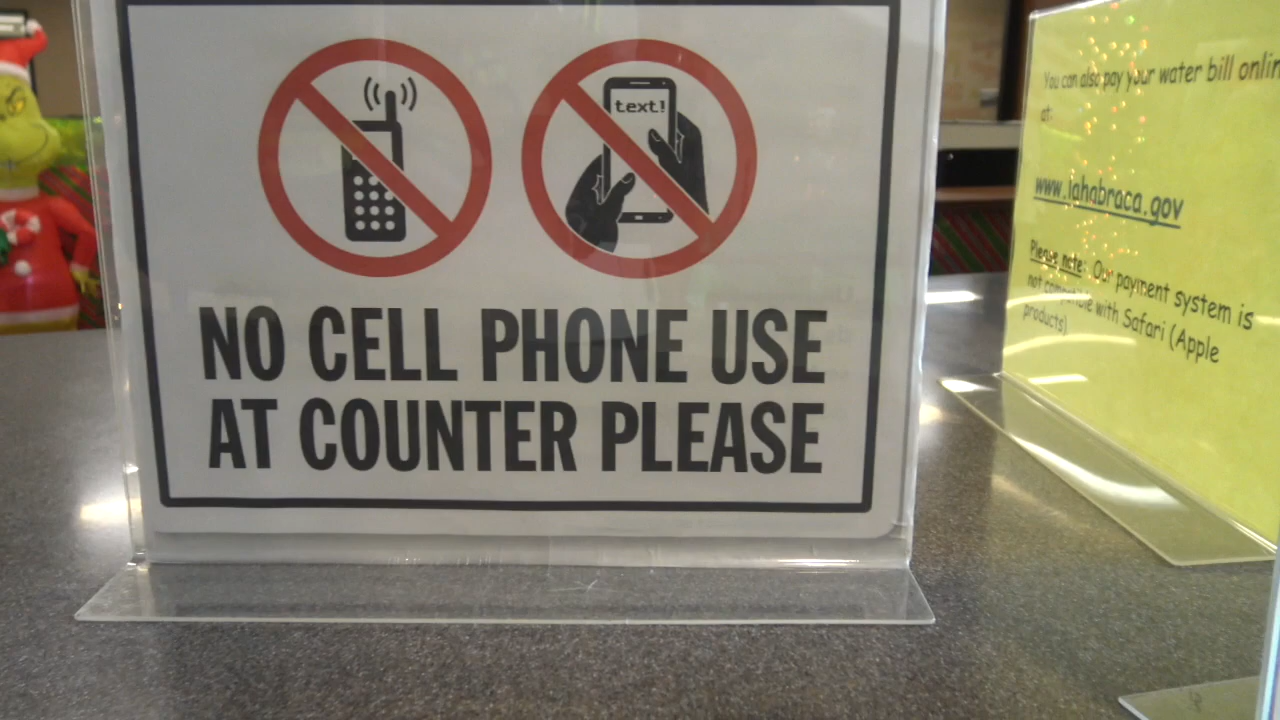 text!
NO CELL PHONE USE
AT COUNTER PLEASE
You can also pay your water bill onlin
at:
www.lahabraca.gov
Please note: Our payment system is
not compatible with Safari (Apple
products)